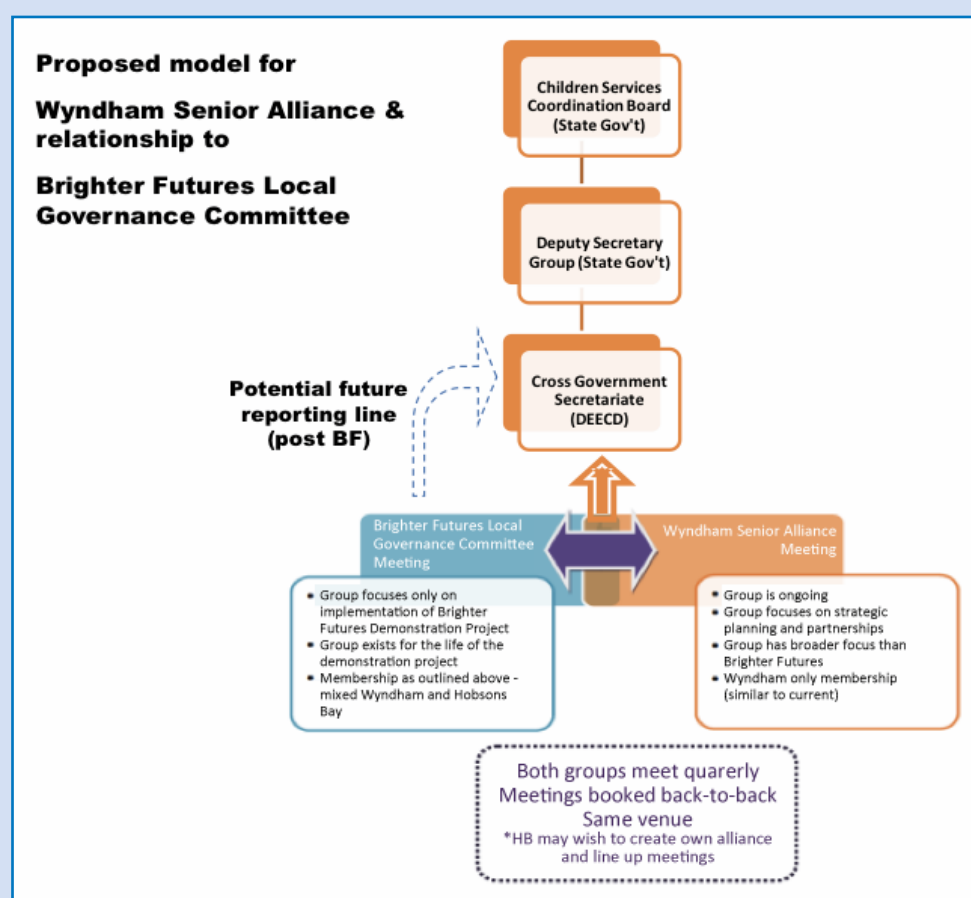 Proposed model for
Wyndham Senior Alliance &
relationship to
Brighter Futures Local
Governance Committee
Children Services
Coordination Board
(State Gov't)
Deputy Secretary
Group (State Gov't)
Cross Government
Secretariate
(DEECD)
Potential future
reporting line
(post BF)
Brighter Futures Local
Governance Committee
Meeting
Wyndham Senior Alliance
Meeting
• Group focuses only on
implementation of Brighter
Futures Demonstration Project
• Group exists for the life of the
demonstration project
• Membership as outlined above -
mixed Wyndham and Hobsons
Bay
• Group is ongoing
• Group focuses on strategic
planning and partnerships
• Group has broader focus than
Brighter Futures
• Wyndham only membership
(similar to current)
Both groups meet quarerly
Meetings booked back-to-back
Same venue
*HB may wish to create own alliance
and line up meetings